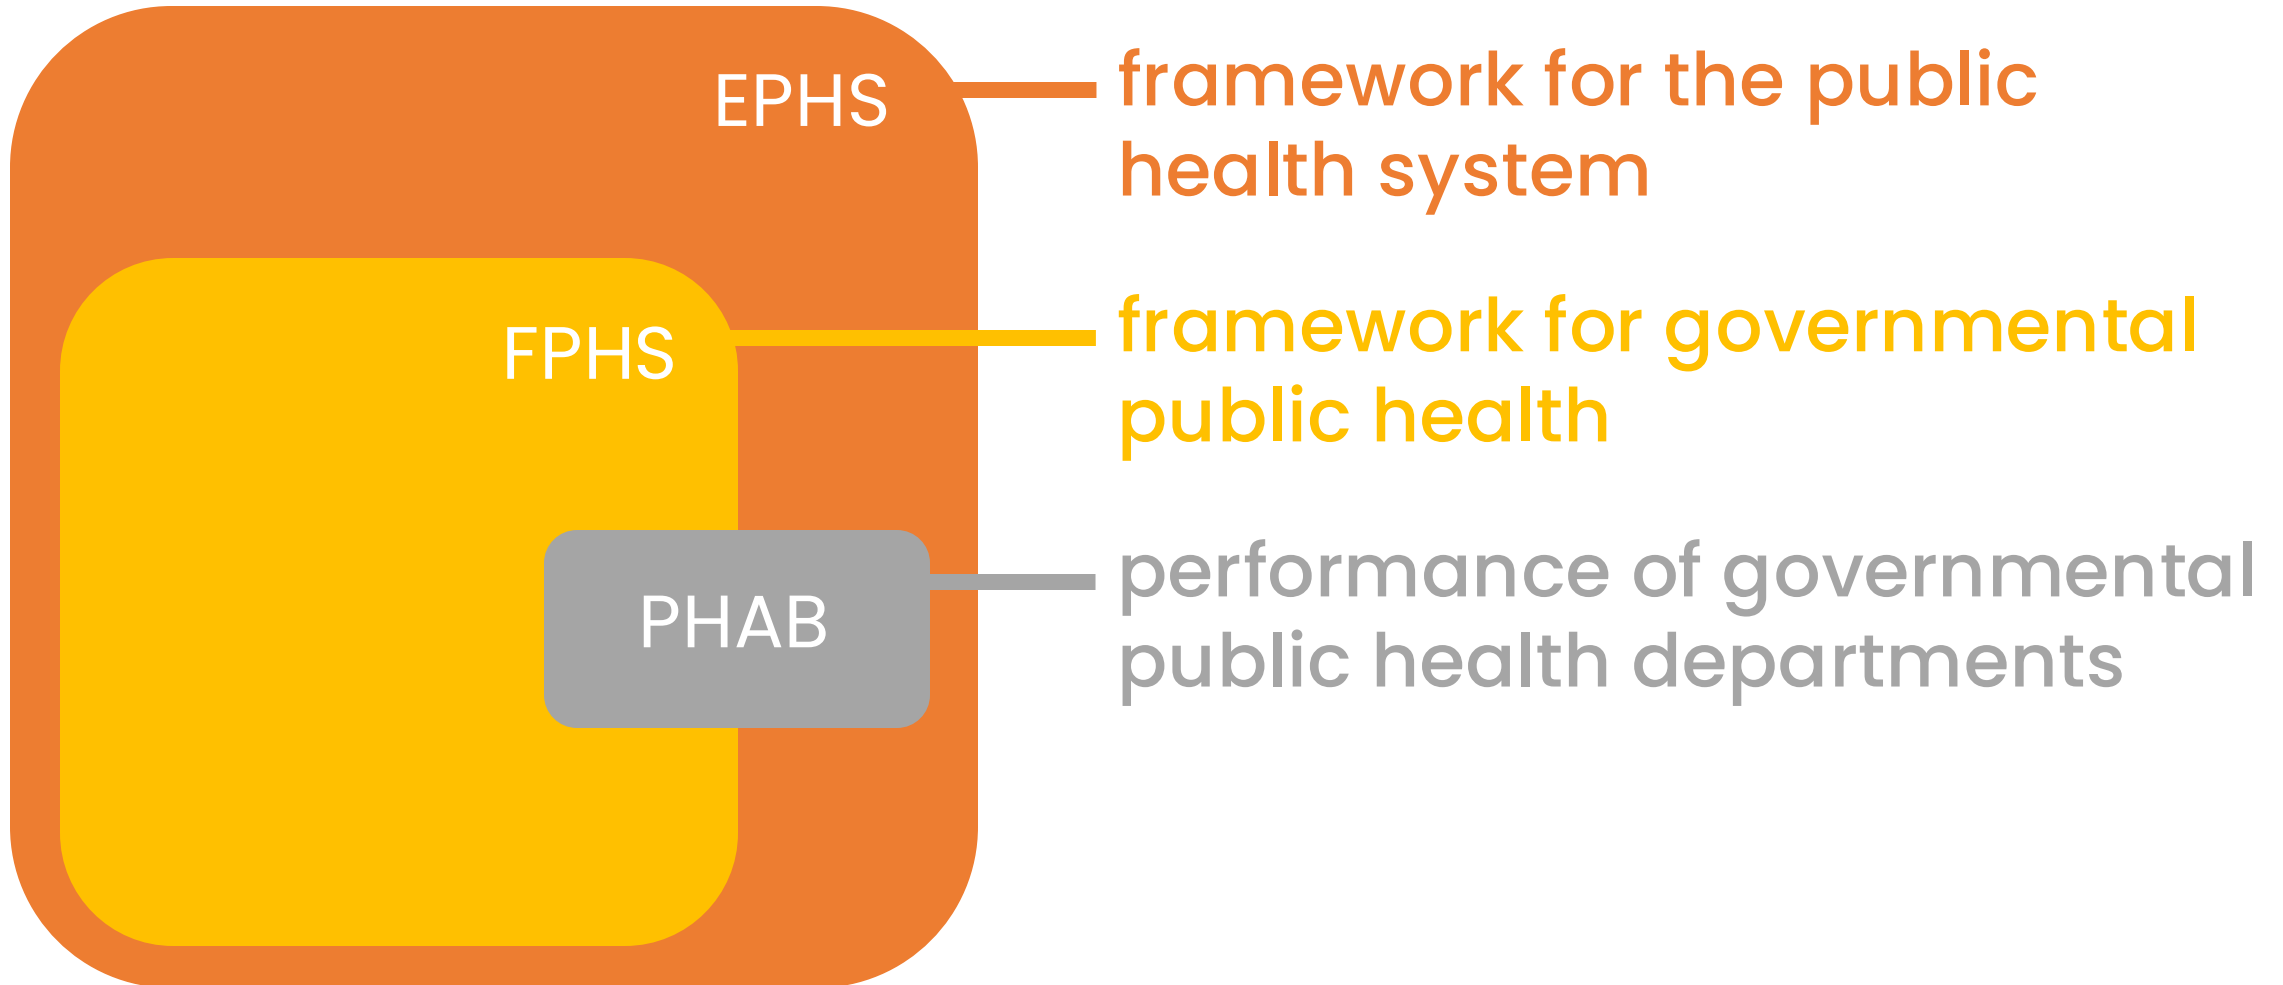 EPHS
framework for the public
health system
FPHS
framework for governmental
public health
PHAB
performance of governmental
public health departments